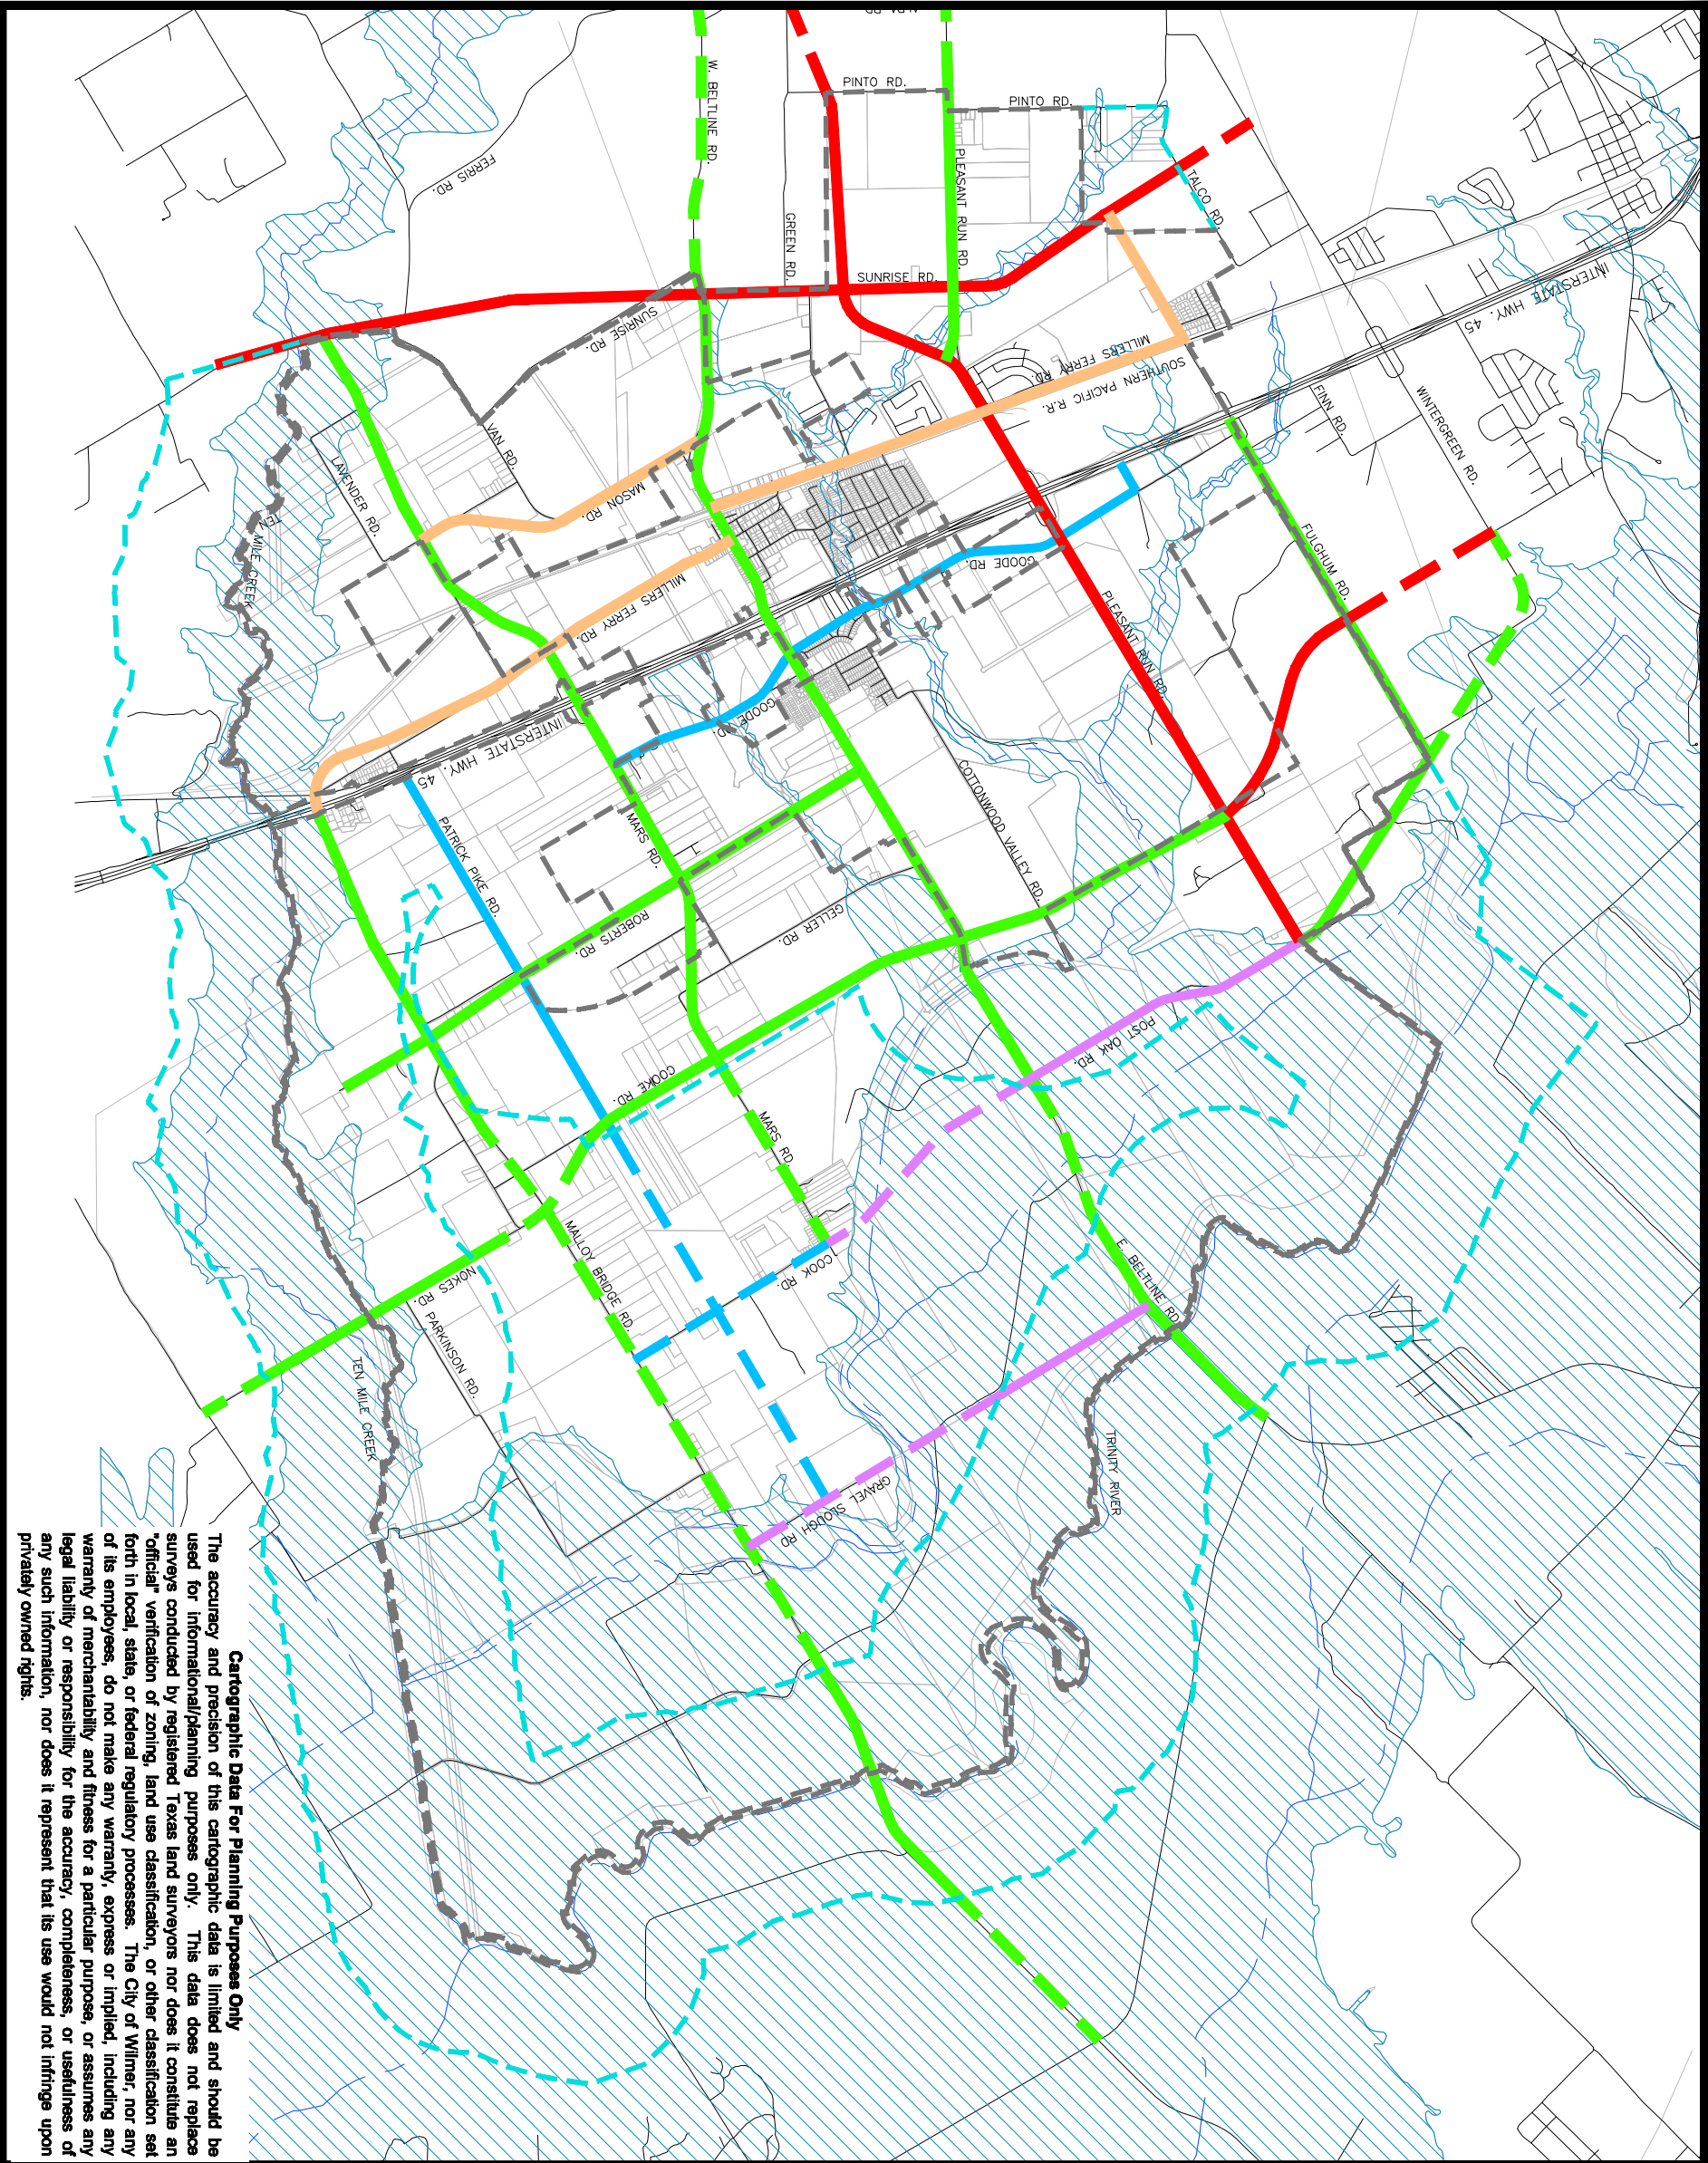 ALBA RD
W. BELTLINE RD.
PINTO RD.
PINTO RD.
FERRIS RD.
GREEN RD.
PLEASANT RUN RD.
TALCO RD.
SUNRISE RD.
SUNRISE RD.
INTERSTATE HWY. 45
MILLERS FERRY RD.
SOUTHERN PACIFIC R.R.
FINN RD.
WINTERGREEN RD.
VAN RD.
LAVENDER RD.
MASON RD.
TEN MILE CREEK
MILLERS FERRY RD.
GOODE RD.
FULGHUM RD.
PLEASANT RUN RD.
GOODE RD.
INTERSTATE HWY. 45
COTTONWOOD VALLEY RD.
PATRICK PIKE RD.
MARS RD.
ROBERTS RD.
GELLER RD.
POST OAK RD.
COOKE RD.
MARS RD.
MALLOY BRIDGE RD.
COOK RD.
E. BELTLINE RD.
NOKES RD.
PARKINSON RD.
TEN MILE CREEK
GRAVEL SLOUGH RD
TRINITY RIVER
Cartographic Data For Planning Purposes Only
The accuracy and precision of this cartographic data is limited and should be
used for informational/planning purposes only. This data does not replace
surveys conducted by registered Texas land surveyors nor does it constitute an
"official" verification of zoning, land use classification, or other classification set
forth in local, state, or federal regulatory processes. The City of Wilmer, nor any
of its employees, do not make any warranty, express or implied, including any
warranty of merchantability and fitness for a particular purpose, or assumes any
legal liability or responsibility for the accuracy, completeness, or usefulness of
any such information, nor does it represent that its use would not infringe upon
privately owned rights.